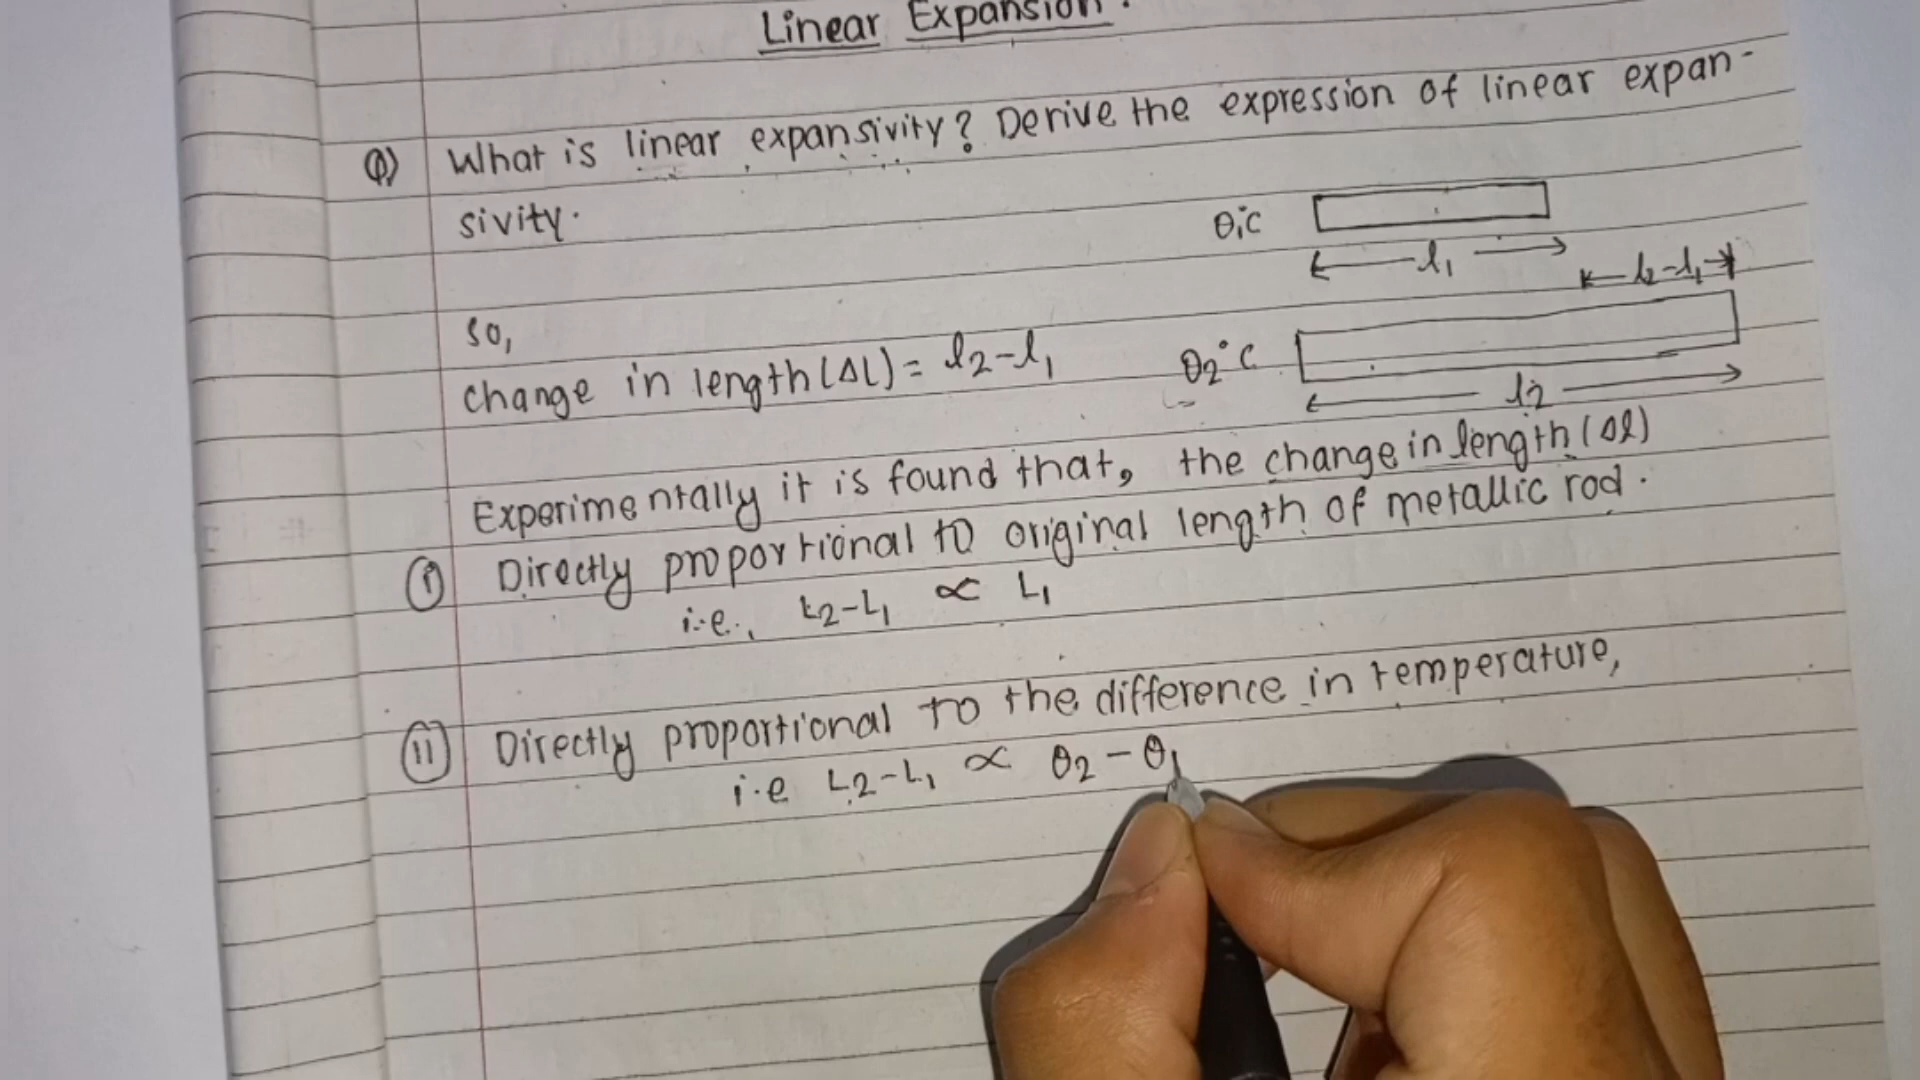 Linear Expansion.
Q) What is linear expansivity? Derive the expression of linear expan-
sivity.
θ₁°C
l₁
l₂-l₁
so,
change in length (Δl) = l₂-l₁
θ₂°C
l₂
Experimentally it is found that, the change in length (Δl)
(i) Directly proportional to original length of metallic rod.
i.e., L₂-L₁ ∝ L₁
(ii) Directly proportional to the difference in temperature,
i.e L₂-L₁ ∝ θ₂ - θ₁